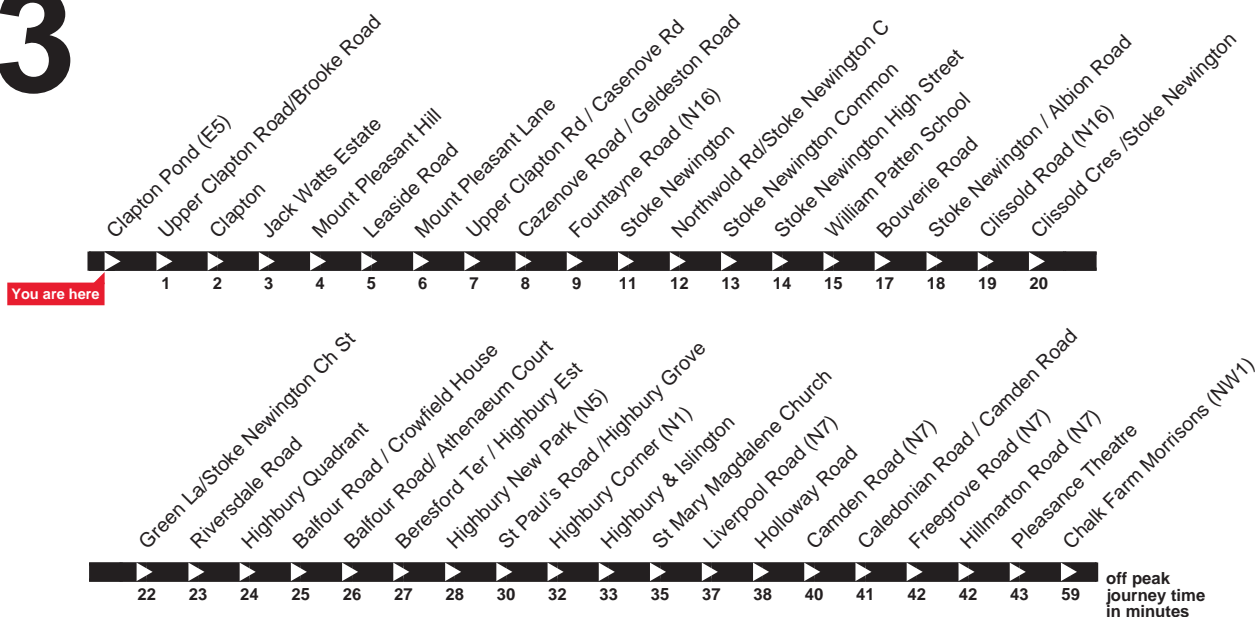 3
Clapton Pond (E5)
Upper Clapton Road/Brooke Road
Clapton
Jack Watts Estate
Mount Pleasant Hill
Leaside Road
Mount Pleasant Lane
Upper Clapton Rd / Casenove Rd
Cazenove Road / Geldeston Road
Fountayne Road (N16)
Stoke Newington
Northwold Rd/Stoke Newington C
Stoke Newington Common
Stoke Newington High Street
William Patten School
Bouverie Road
Stoke Newington / Albion Road
Clissold Road (N16)
Clissold Cres /Stoke Newington
You are here
1 2 3 4 5 6 7 8 9 11 12 13 14 15 17 18 19 20
Green La/Stoke Newington Ch St
Riversdale Road
Highbury Quadrant
Balfour Road / Crowfield House
Balfour Road/ Athenaeum Court
Beresford Ter / Highbury Est
Highbury New Park (N5)
St Paul's Road /Highbury Grove
Highbury Corner (N1)
Highbury & Islington
St Mary Magdalene Church
Liverpool Road (N7)
Holloway Road
Camden Road (N7)
Caledonian Road / Camden Road
Freegrove Road (N7)
Hillmarton Road (N7)
Pleasance Theatre
Chalk Farm Morrisons (NW1)
22 23 24 25 26 27 28 30 32 33 35 37 38 40 41 42 42 43 59
off peak
journey time
in minutes